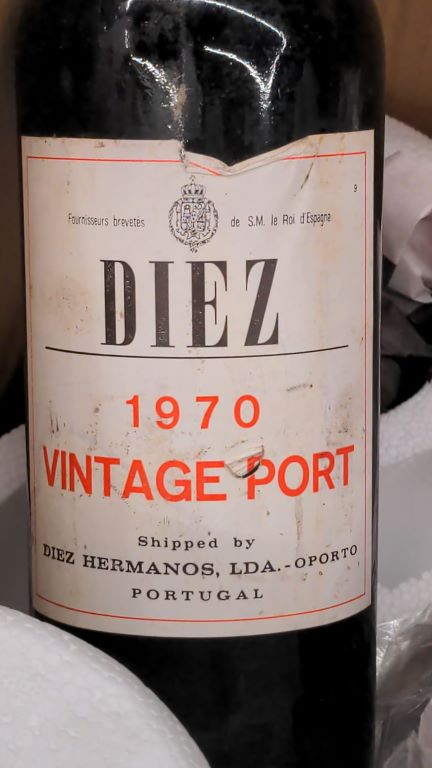 9
Fournisseurs brevetés de S.M. le Roi d'Espagne
DIEZ
1970
VINTAGE PORT
Shipped by
DIEZ HERMANOS, LDA.-OPORTO
PORTUGAL